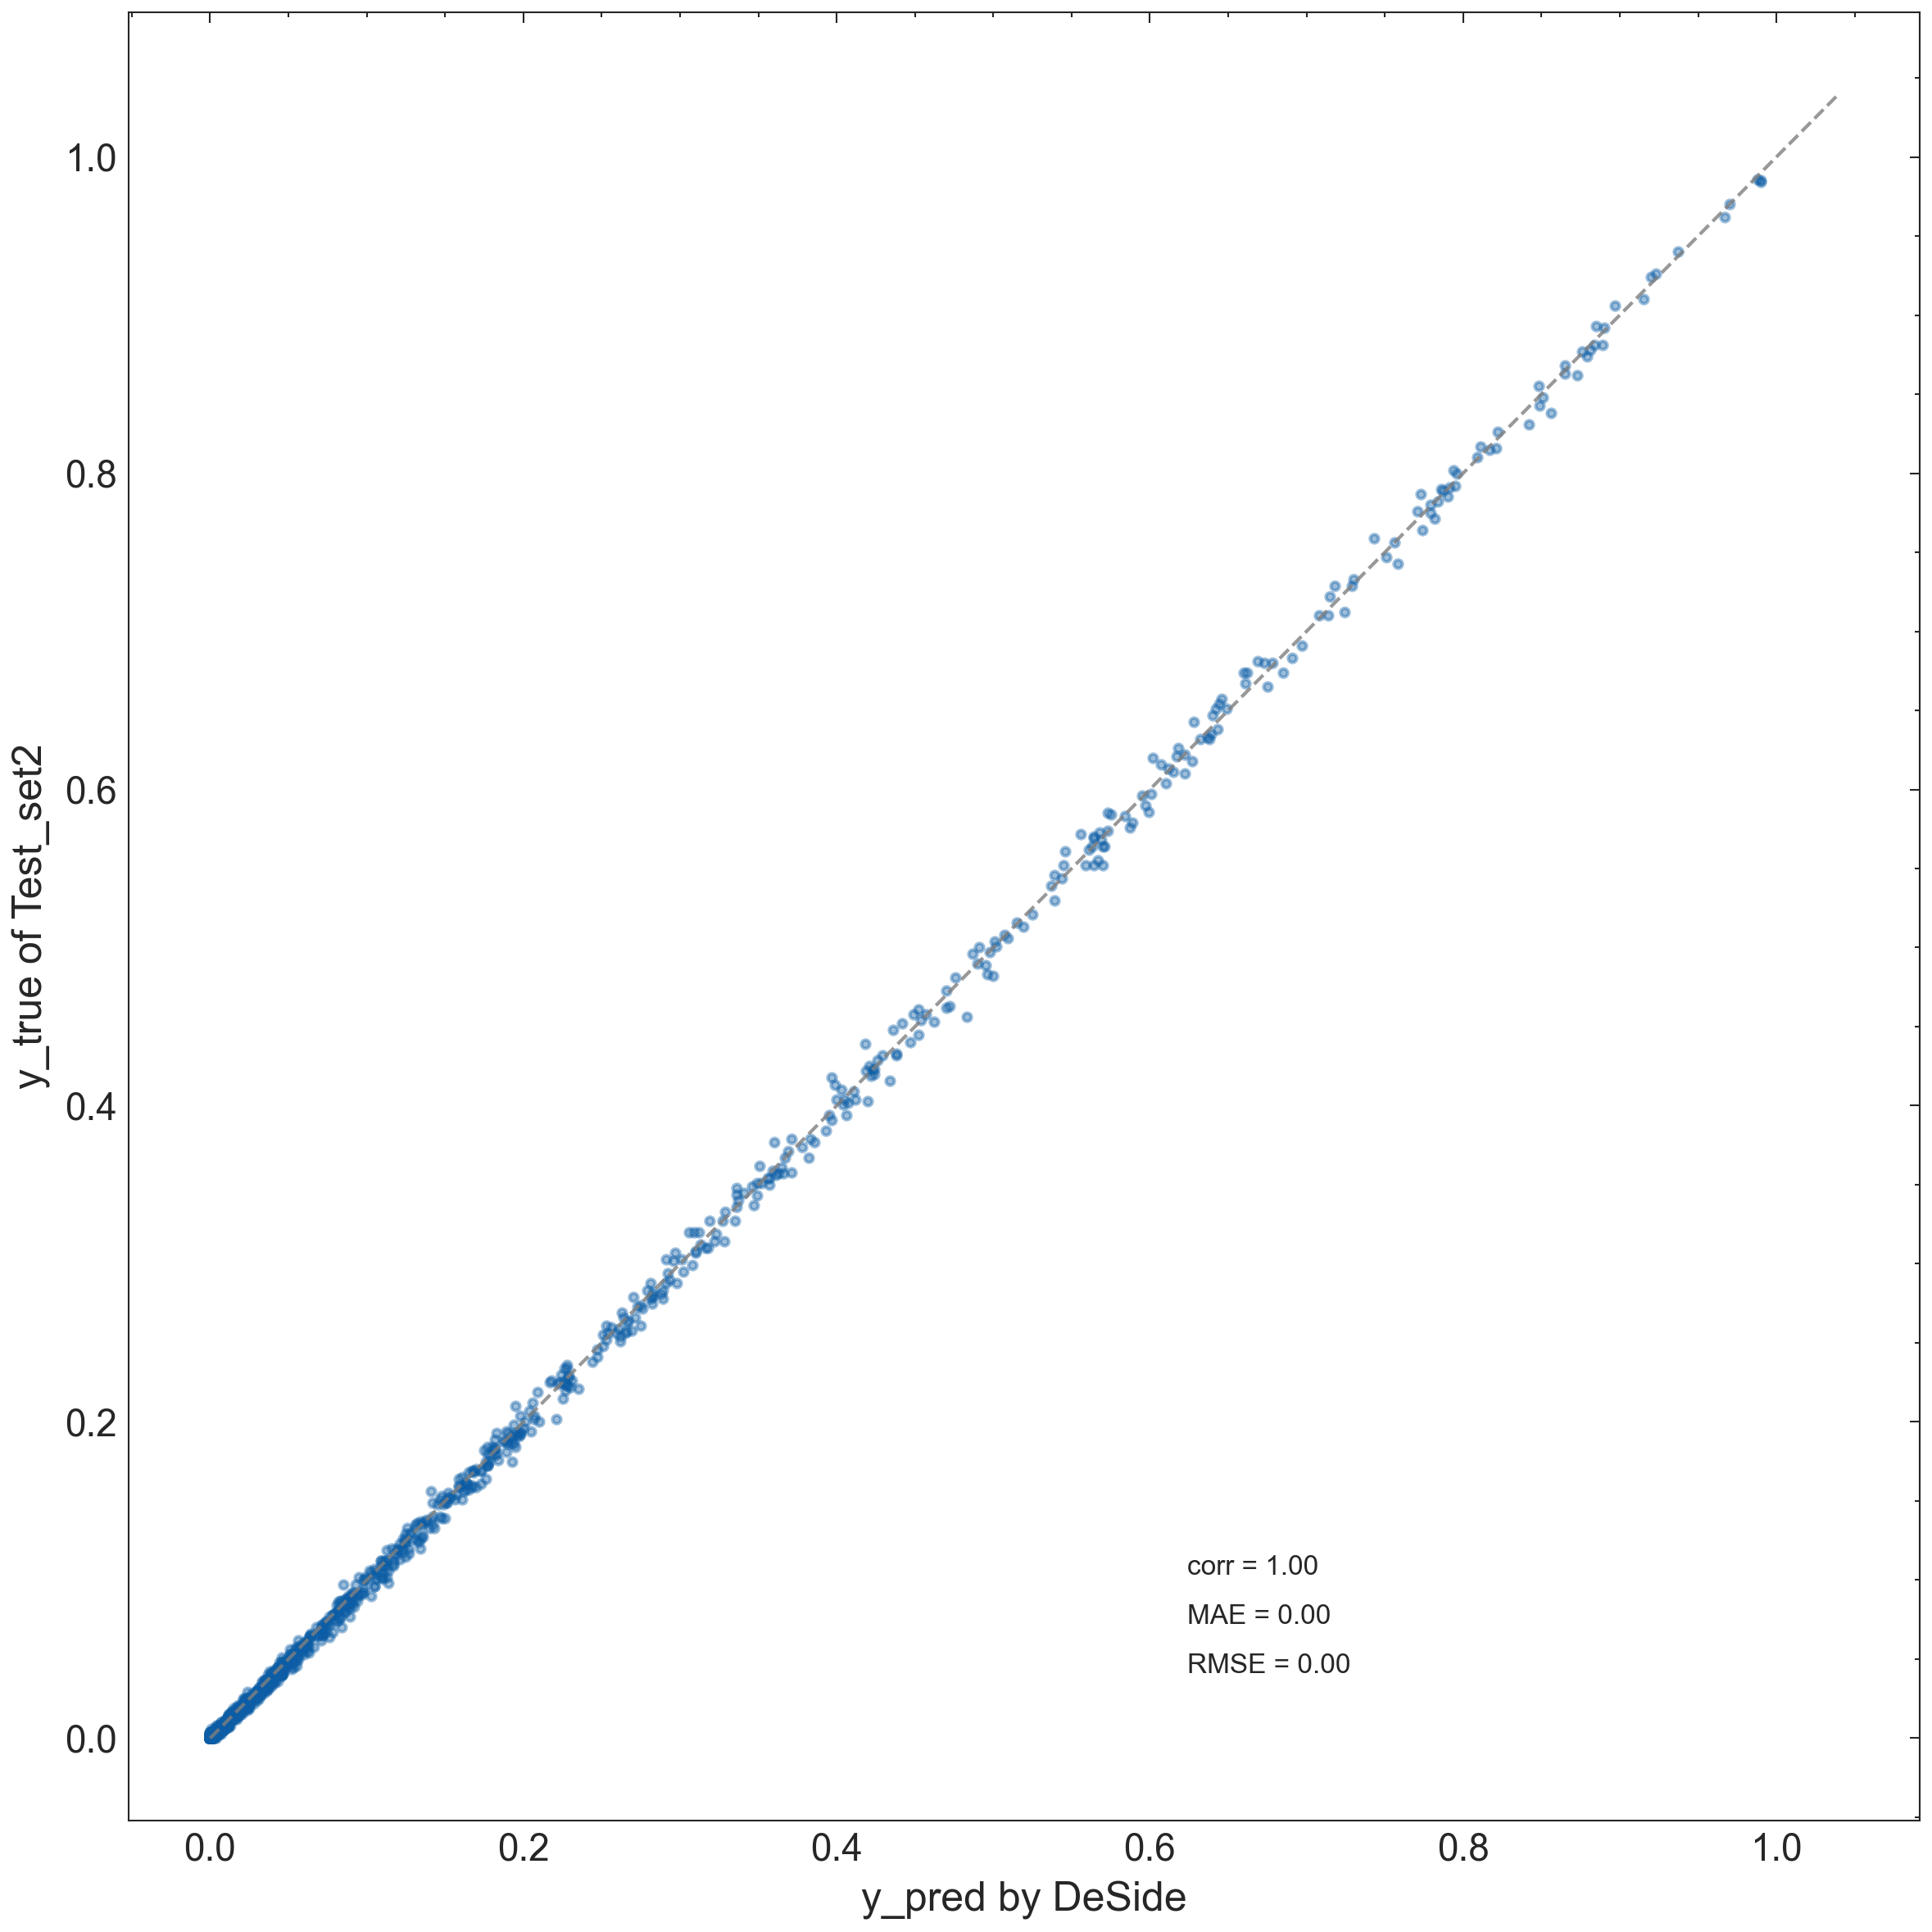 y_true of Test_set2
1.0
0.8
0.6
0.4
0.2
0.0
corr = 1.00
MAE = 0.00
RMSE = 0.00
0.0 0.2 0.4 0.6 0.8 1.0
y_pred by DeSide